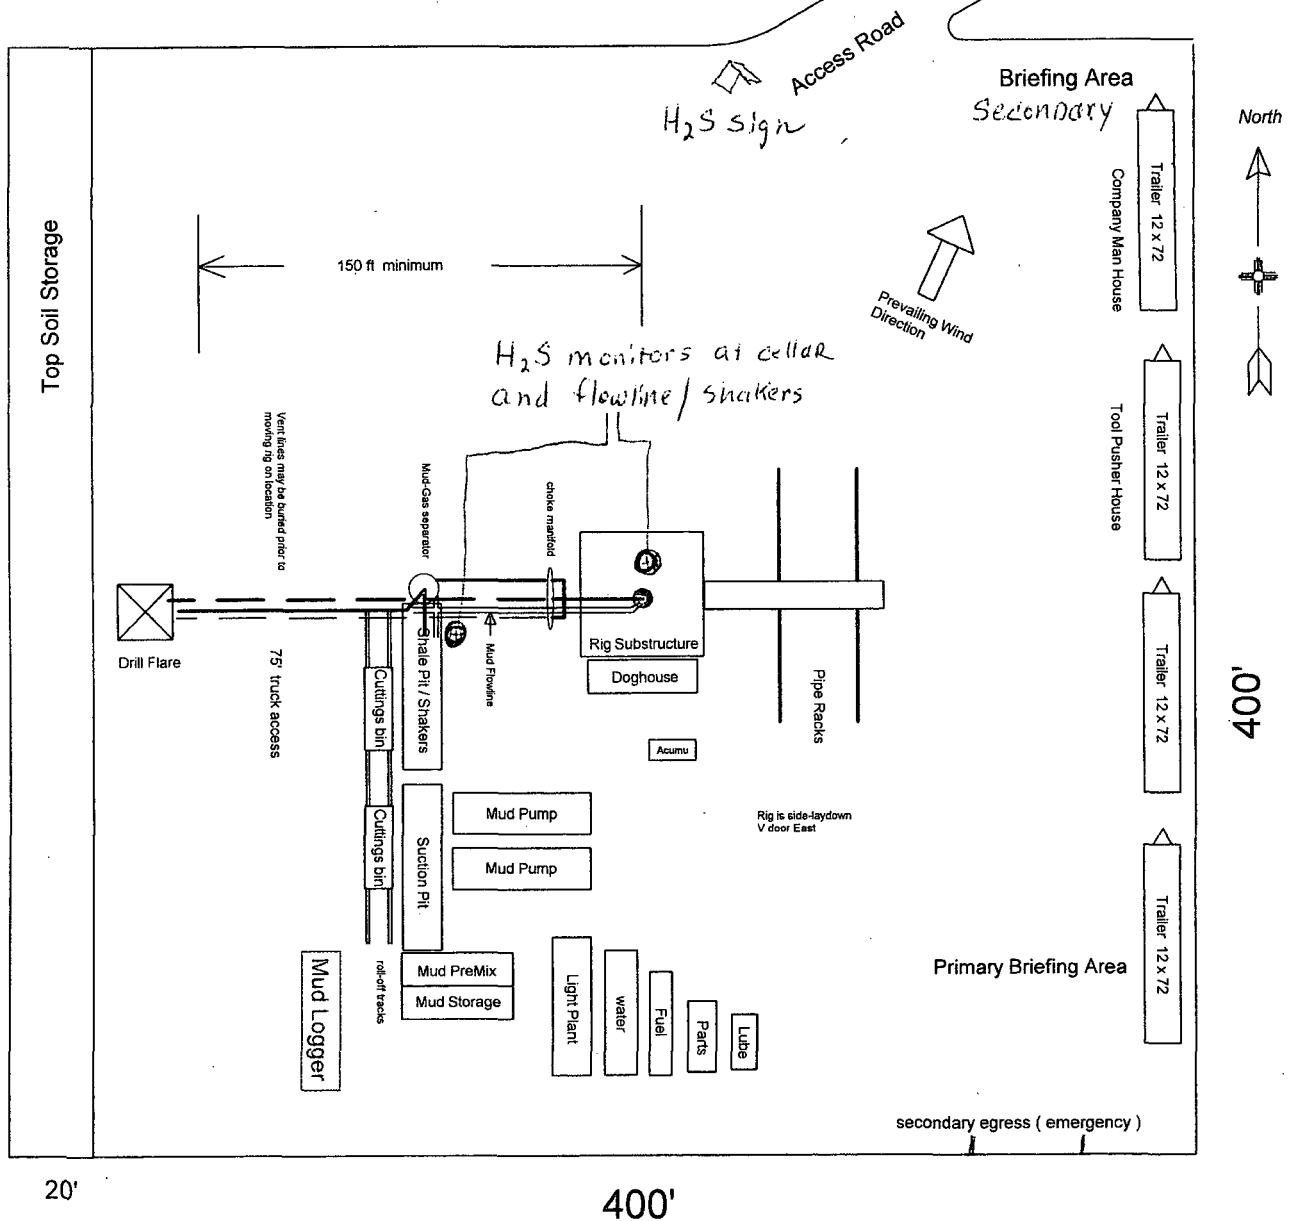 Access Road
Briefing Area
Secondary
H₂S sign
North
Trailer 12 x 72
Company Man House
Top Soil Storage
150 ft minimum
Prevailing Wind
Direction
H₂S monitors at cellar
and flowline / shakers
Trailer 12 x 72
Tool Pusher House
Vent lines may be buried prior to
moving rig on location
Mud-Gas separator
choke manifold
Drill Flare
75' truck access
Cuttings bin
Shale Pit / Shakers
Mud Flowline
Rig Substructure
Doghouse
Pipe Racks
Trailer 12 x 72
400'
Acumu
Cuttings bin
Suction Pit
Mud Pump
Mud Pump
Rig is side-laydown
V door East
Trailer 12 x 72
Primary Briefing Area
Mud Logger
roll-off tracks
Mud PreMix
Mud Storage
Light Plant
water
Fuel
Parts
Lube
secondary egress ( emergency )
20'
400'